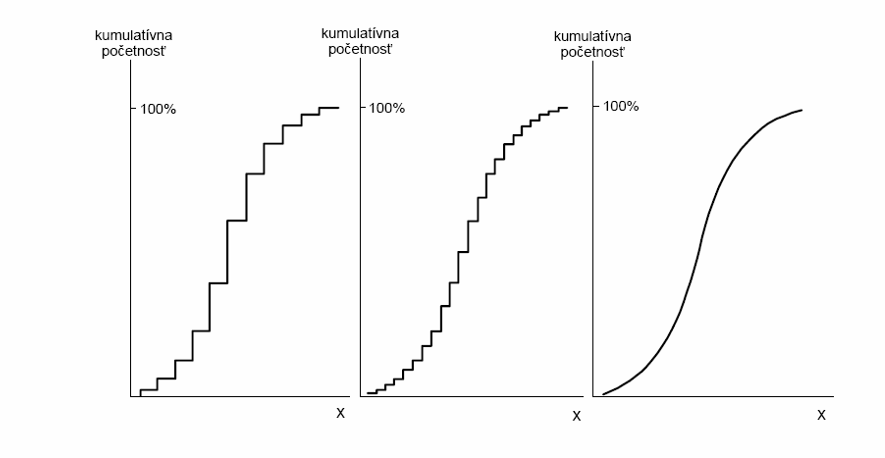 kumulatívna
početnosť
100%
x
kumulatívna
početnosť
100%
x
kumulatívna
početnosť
100%
x